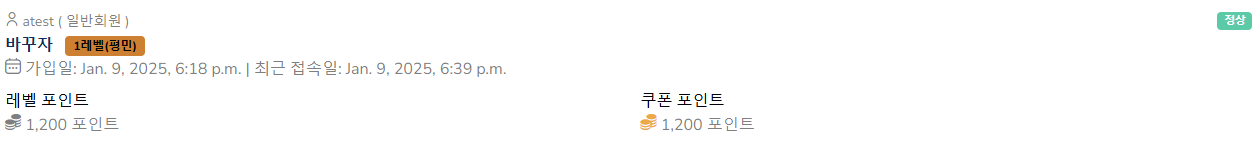 atest ( 일반회원 ) 정상
바꾸자 1레벨(평민)
가입일: Jan. 9, 2025, 6:18 p.m. | 최근 접속일: Jan. 9, 2025, 6:39 p.m.
레벨 포인트 쿠폰 포인트
1,200 포인트 1,200 포인트